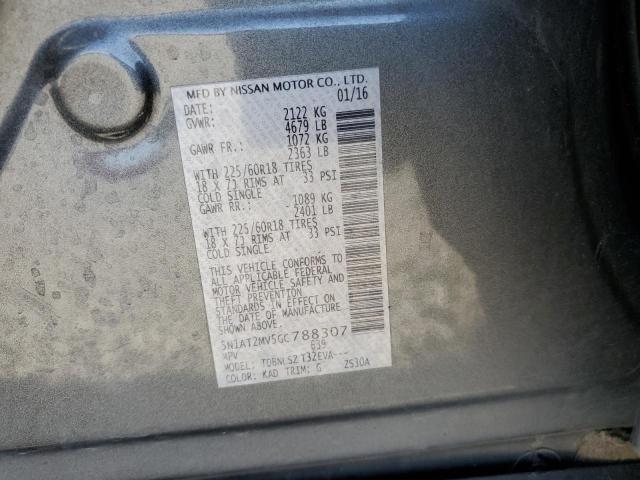 MFD BY NISSAN MOTOR CO., LTD.
DATE: 01/16
GVWR: 2122 KG
4679 LB
GAWR FR.: 1072 KG
2363 LB
WITH 225/60R18 TIRES
18 X 7J RIMS AT 33 PSI
COLD SINGLE
GAWR RR.: 1089 KG
2401 LB
WITH 225/60R18 TIRES
18 X 7J RIMS AT 33 PSI
COLD SINGLE
THIS VEHICLE CONFORMS TO
ALL APPLICABLE FEDERAL
MOTOR VEHICLE SAFETY AND
THEFT PREVENTION
STANDARDS IN EFFECT ON
THE DATE OF MANUFACTURE
SHOWN ABOVE.
5N1AT2MV5GC788307
MPV 639
MODEL:
COLOR: KAD TRIM: G ZS30A